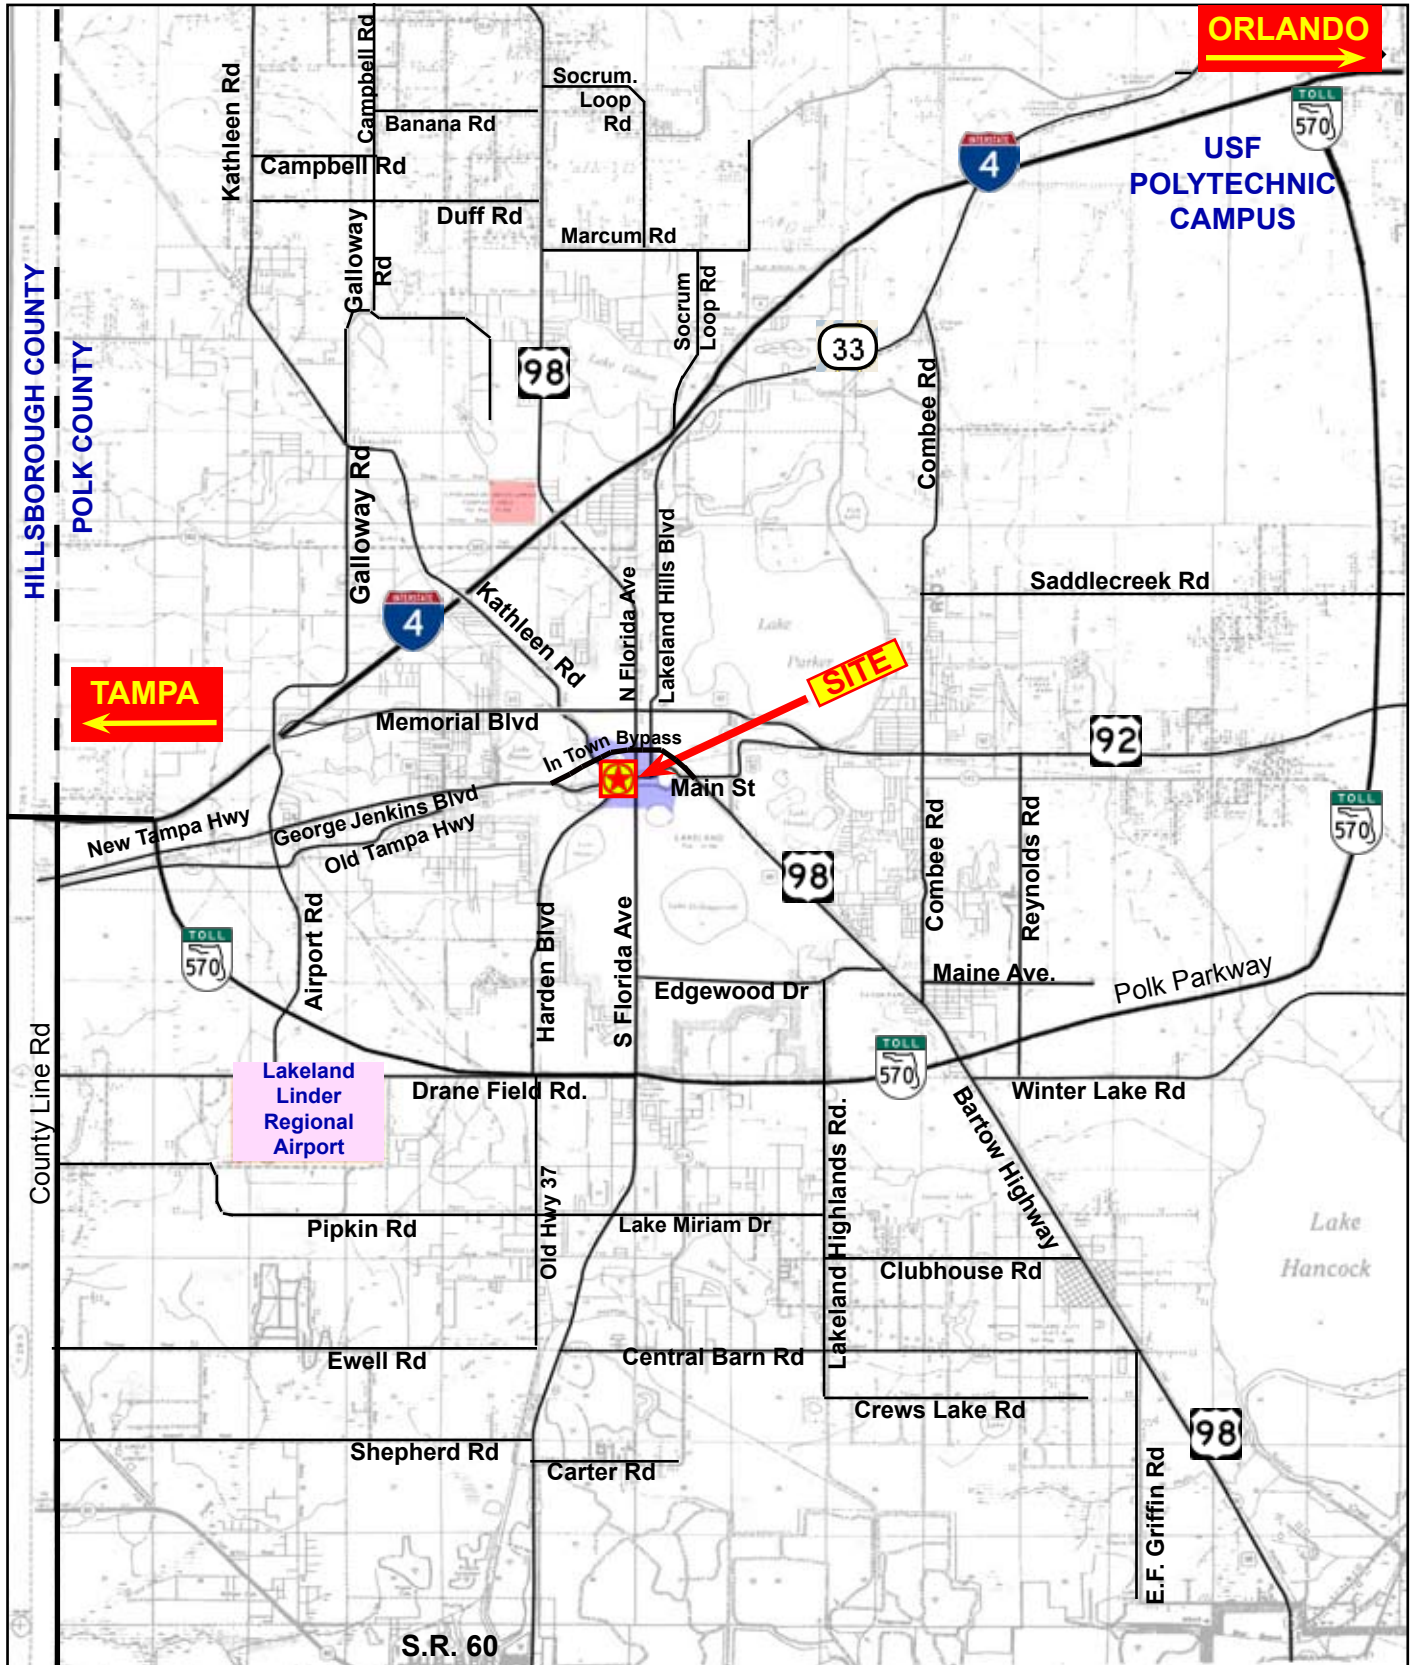 ORLANDO
Kathleen Rd
Campbell Rd
Socrum.
Loop
Rd
Banana Rd
Campbell Rd
Duff Rd
Marcum Rd
INTERSTATE
4
TOLL
570
USF
POLYTECHNIC
CAMPUS
HILLSBOROUGH COUNTY
POLK COUNTY
Galloway
Rd
Socrum
Loop Rd
98
Lake Gibson
33
Combee Rd
Galloway Rd
N Florida Ave
Lakeland Hills Blvd
Saddlecreek Rd
INTERSTATE
4
Kathleen Rd
Lake
Parker
SITE
TAMPA
Memorial Blvd
In Town Bypass
92
Main St
New Tampa Hwy
George Jenkins Blvd
Old Tampa Hwy
LAKELAND
98
Combee Rd
Reynolds Rd
TOLL
570
Airport Rd
Harden Blvd
S Florida Ave
TOLL
570
Edgewood Dr
Maine Ave.
Polk Parkway
County Line Rd
Lakeland
Linder
Regional
Airport
Drane Field Rd.
TOLL
570
Winter Lake Rd
Bartow Highway
Pipkin Rd
Old Hwy 37
Lake Miriam Dr
Lakeland Highlands Rd.
Clubhouse Rd
Lake
Hancock
Ewell Rd
Central Barn Rd
Crews Lake Rd
98
Shepherd Rd
Carter Rd
E.F. Griffin Rd
S.R. 60